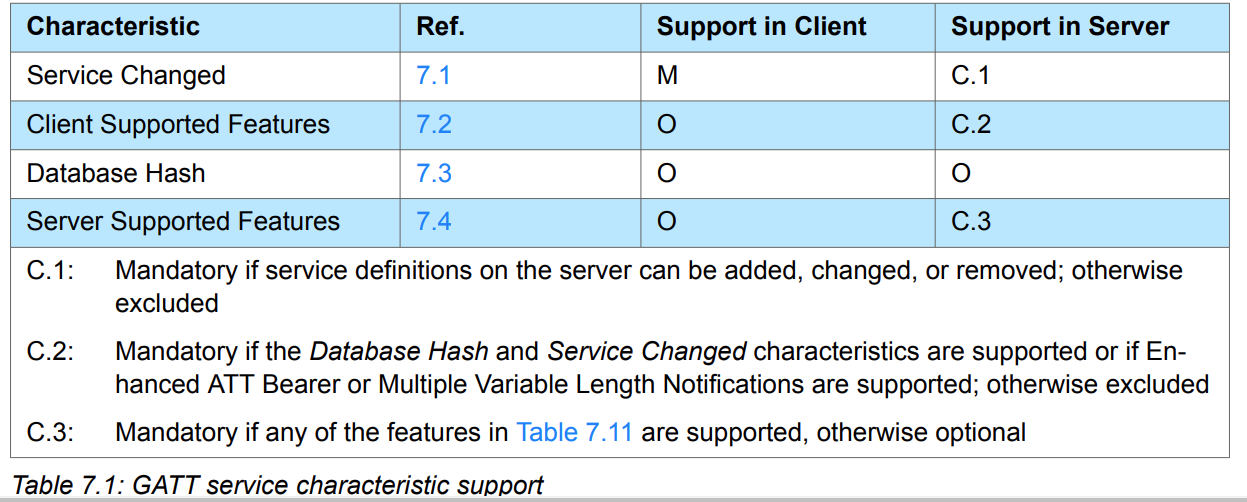 Characteristic Ref. Support in Client Support in Server
Service Changed 7.1 M C.1
Client Supported Features 7.2 O C.2
Database Hash 7.3 O O
Server Supported Features 7.4 O C.3
C.1: Mandatory if service definitions on the server can be added, changed, or removed; otherwise
excluded
C.2: Mandatory if the Database Hash and Service Changed characteristics are supported or if En-
hanced ATT Bearer or Multiple Variable Length Notifications are supported; otherwise excluded
C.3: Mandatory if any of the features in Table 7.11 are supported, otherwise optional
Table 7.1: GATT service characteristic support